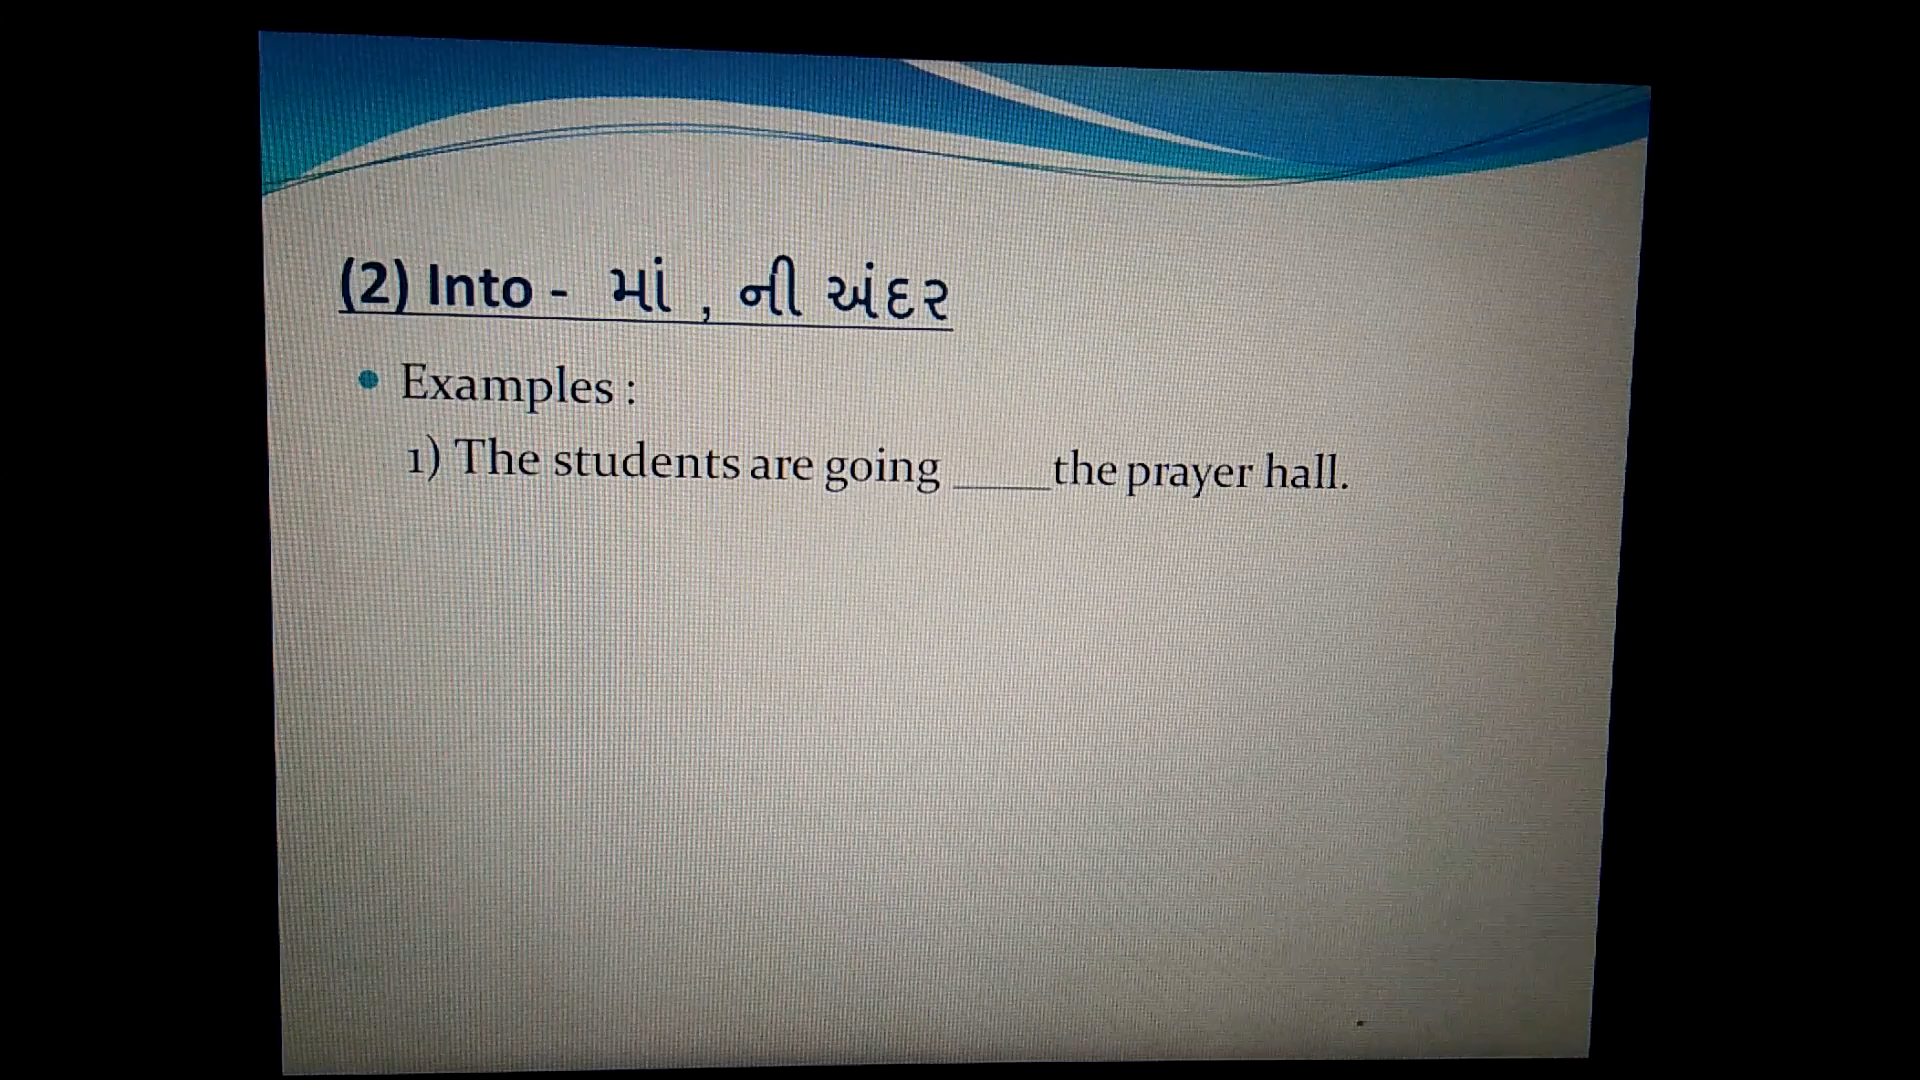 (2) Into - માં , ની અંદર
• Examples :
1) The students are going ____ the prayer hall.